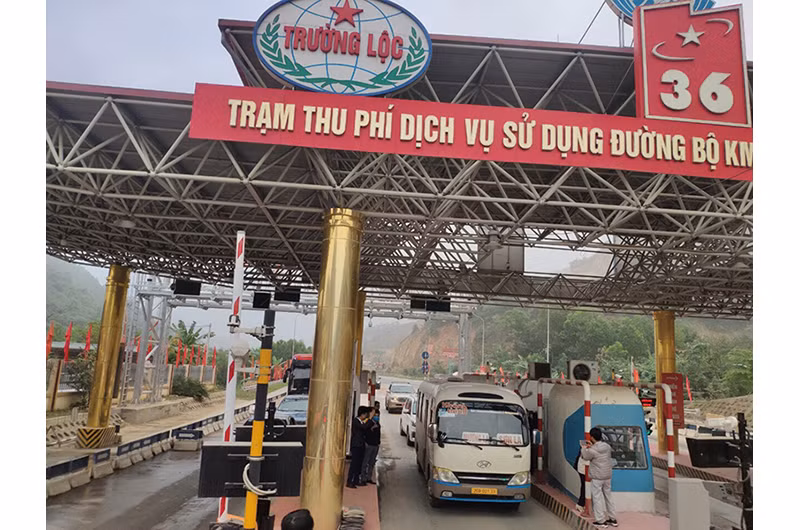 TRƯỜNG LỘC
36
TRẠM THU PHÍ DỊCH VỤ SỬ DỤNG ĐƯỜNG BỘ KM